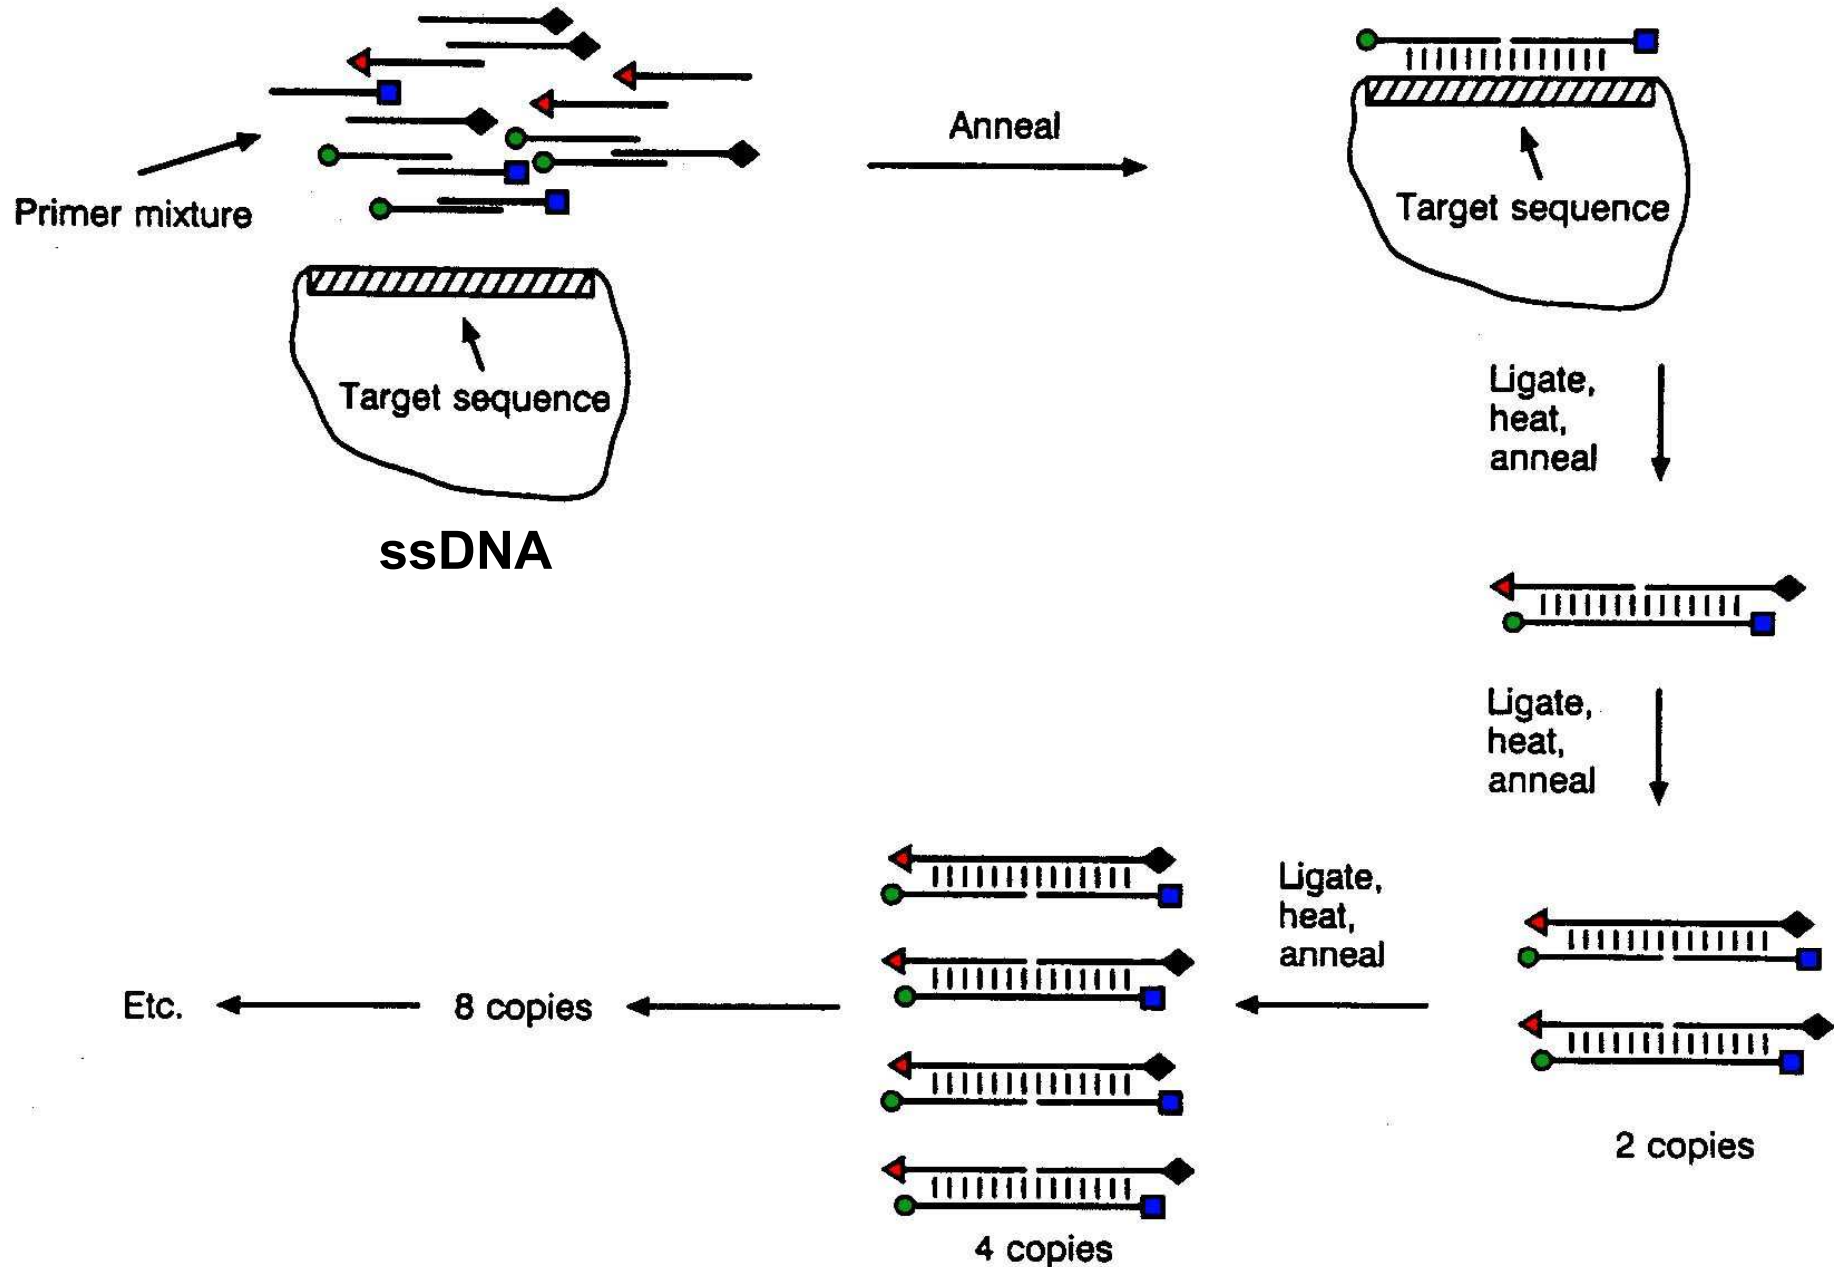 Primer mixture
Target sequence
ssDNA
Anneal
Target sequence
Ligate,
heat,
anneal
Ligate,
heat,
anneal
2 copies
Ligate,
heat,
anneal
4 copies
8 copies
Etc.